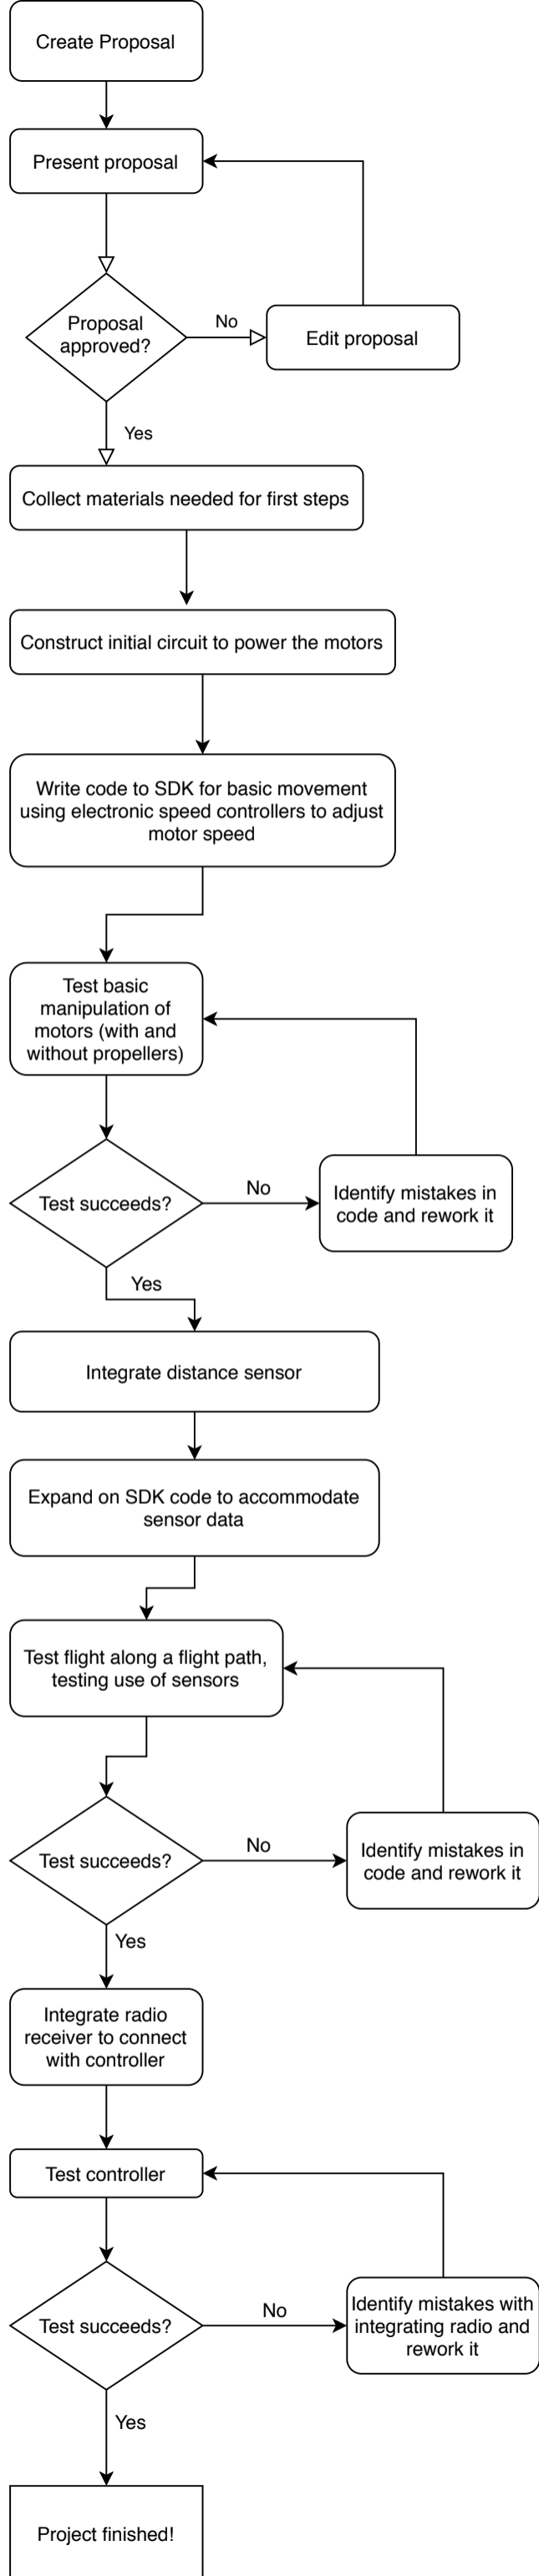 Create Proposal
Present proposal
Proposal
approved?
No
Edit proposal
Yes
Collect materials needed for first steps
Construct initial circuit to power the motors
Write code to SDK for basic movement
using electronic speed controllers to adjust
motor speed
Test basic
manipulation of
motors (with and
without propellers)
Test succeeds?
No
Identify mistakes in
code and rework it
Yes
Integrate distance sensor
Expand on SDK code to accommodate
sensor data
Test flight along a flight path,
testing use of sensors
Test succeeds?
No
Identify mistakes in
code and rework it
Yes
Integrate radio
receiver to connect
with controller
Test controller
Test succeeds?
No
Identify mistakes with
integrating radio and
rework it
Yes
Project finished!